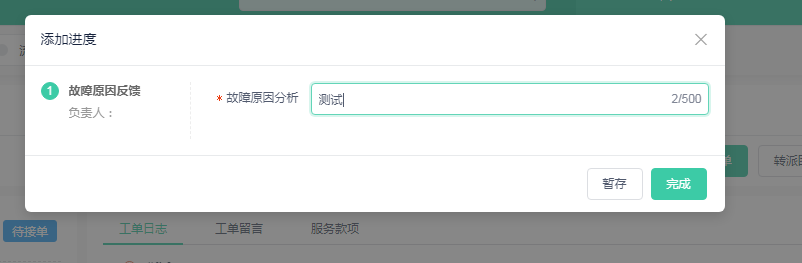 添加进度
1 故障原因反馈
负责人：
* 故障原因分析 测试 2/500
单 转派
暂存 完成
待接单 工单日志 工单留言 服务款项